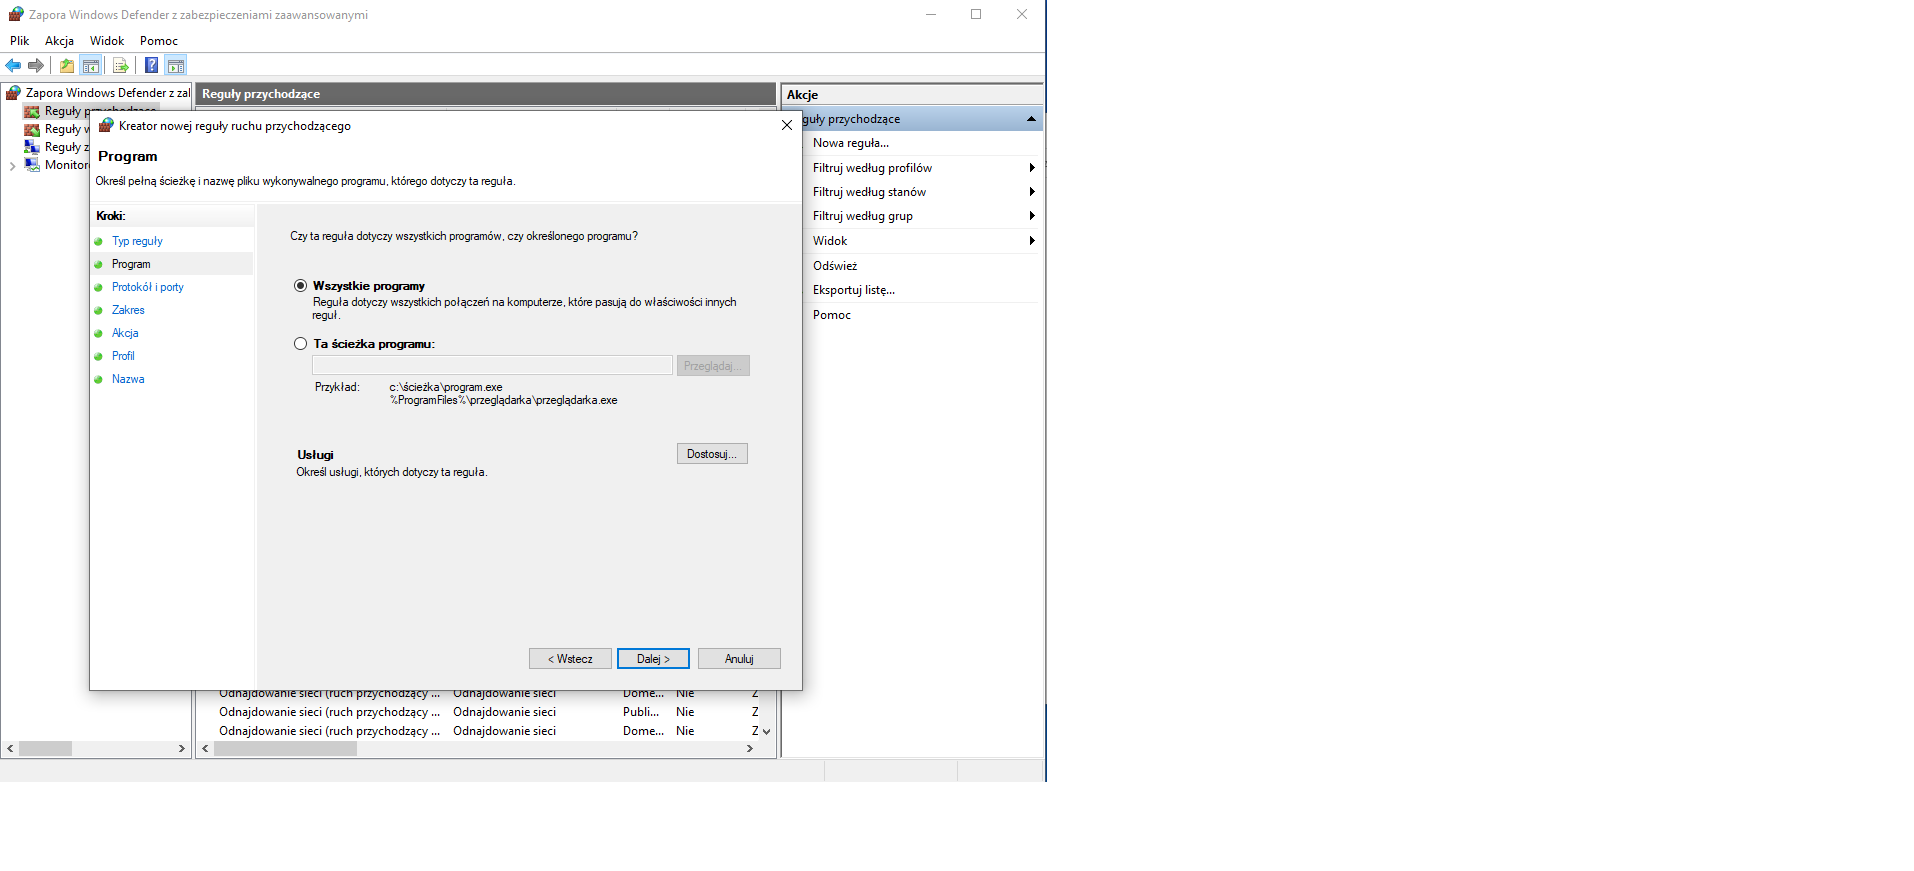 Zapora Windows Defender z zabezpieczeniami zaawansowanymi
Plik Akcja Widok Pomoc
Zapora Windows Defender z zal
Reguły przychodzące
Reguły w
Reguły z
Monitor
Reguły przychodzące
Kreator nowej reguły ruchu przychodzącego
Program
Określ pełną ścieżkę i nazwę pliku wykonywalnego programu, którego dotyczy ta reguła.
Kroki:
Typ reguły
Program
Protokół i porty
Zakres
Akcja
Profil
Nazwa
Czy ta reguła dotyczy wszystkich programów, czy określonego programu?
Wszystkie programy
Reguła dotyczy wszystkich połączeń na komputerze, które pasują do właściwości innych
reguł.
Ta ścieżka programu:
Przeglądaj...
Przykład: c:\ścieżka\program.exe
%ProgramFiles%\przeglądarka\przeglądarka.exe
Usługi
Dostosuj...
Określ usługi, których dotyczy ta reguła.
< Wstecz Dalej > Anuluj
Odnajdowanie sieci (ruch przychodzący ... Odnajdowanie sieci Dome... Nie Z
Odnajdowanie sieci (ruch przychodzący ... Odnajdowanie sieci Publi... Nie Z
Odnajdowanie sieci (ruch przychodzący ... Odnajdowanie sieci Dome... Nie Z
Akcje
guły przychodzące
Nowa reguła...
Filtruj według profilów
Filtruj według stanów
Filtruj według grup
Widok
Odśwież
Eksportuj listę...
Pomoc